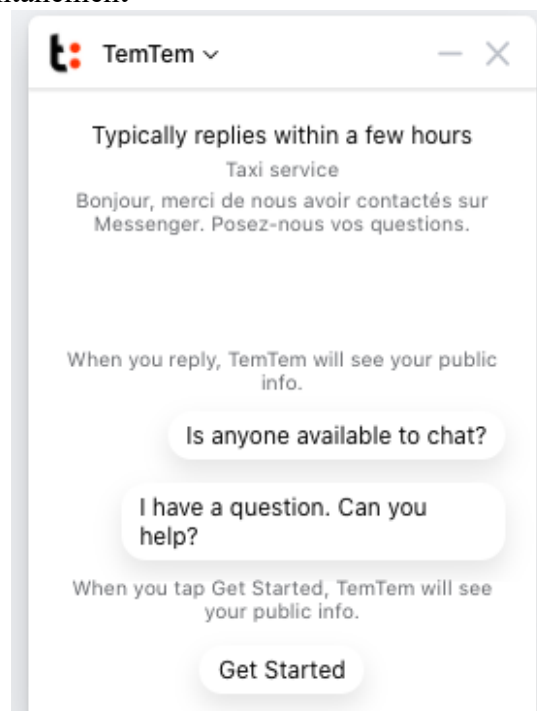 t:
TemTem
Typically replies within a few hours
Taxi service
Bonjour, merci de nous avoir contactés sur
Messenger. Posez-nous vos questions.
When you reply, TemTem will see your public
info.
Is anyone available to chat?
I have a question. Can you
help?
When you tap Get Started, TemTem will see
your public info.
Get Started